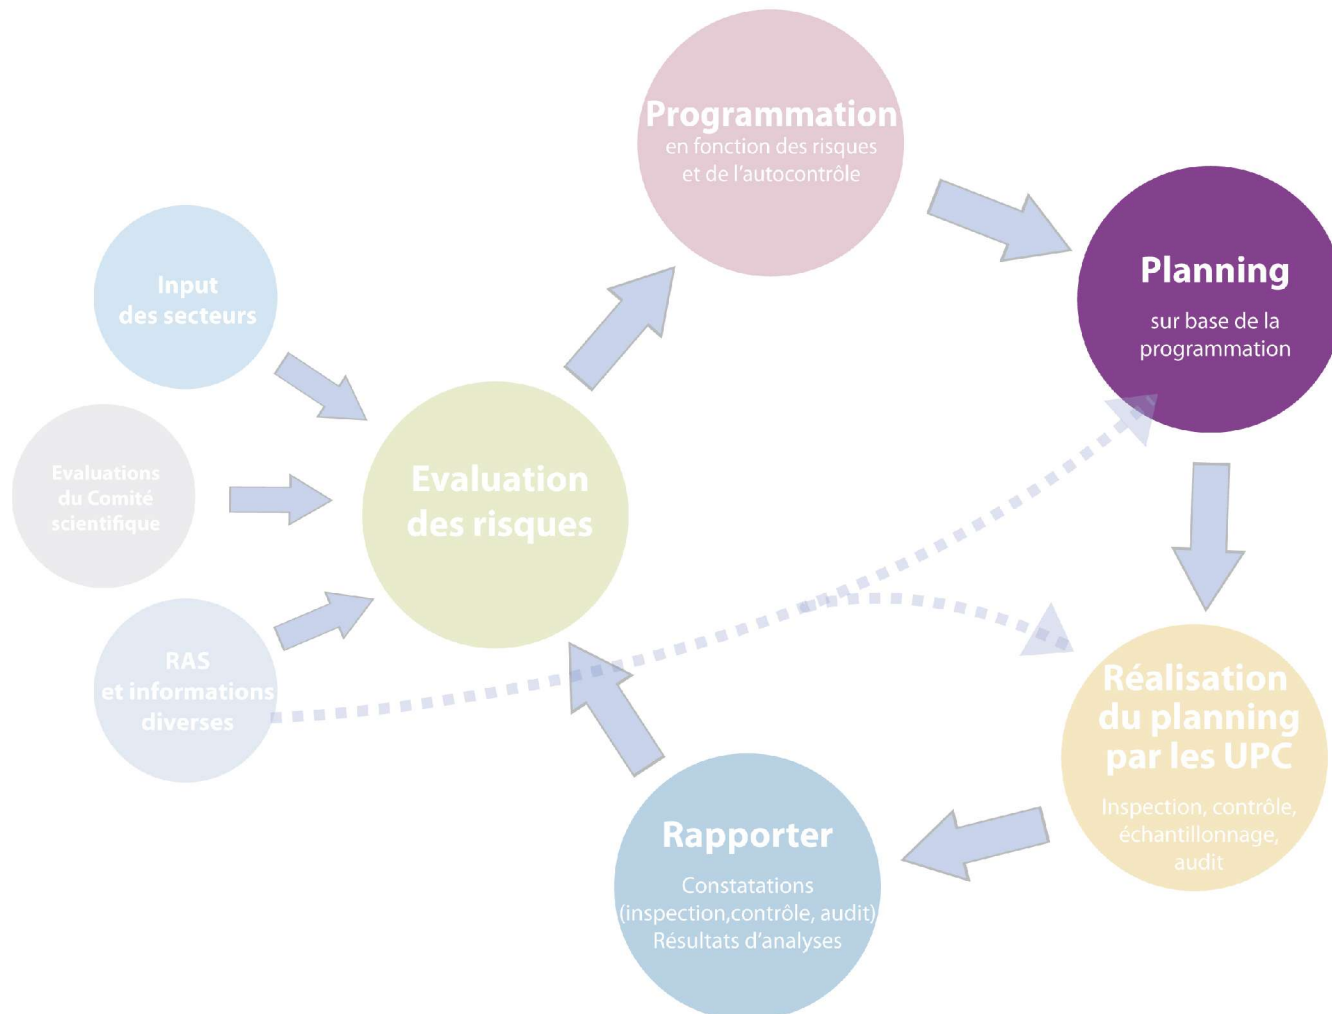 Programmation
en fonction des risques
et de l'autocontrôle
Planning
sur base de la
programmation
Input
des secteurs
Evaluations
du Comité
scientifique
RAS
et informations
diverses
Evaluation
des risques
Réalisation
du planning
par les UPC
Inspection, contrôle,
échantillonnage,
audit
Rapporter
Constatations
(inspection,contrôle, audit)
Résultats d'analyses